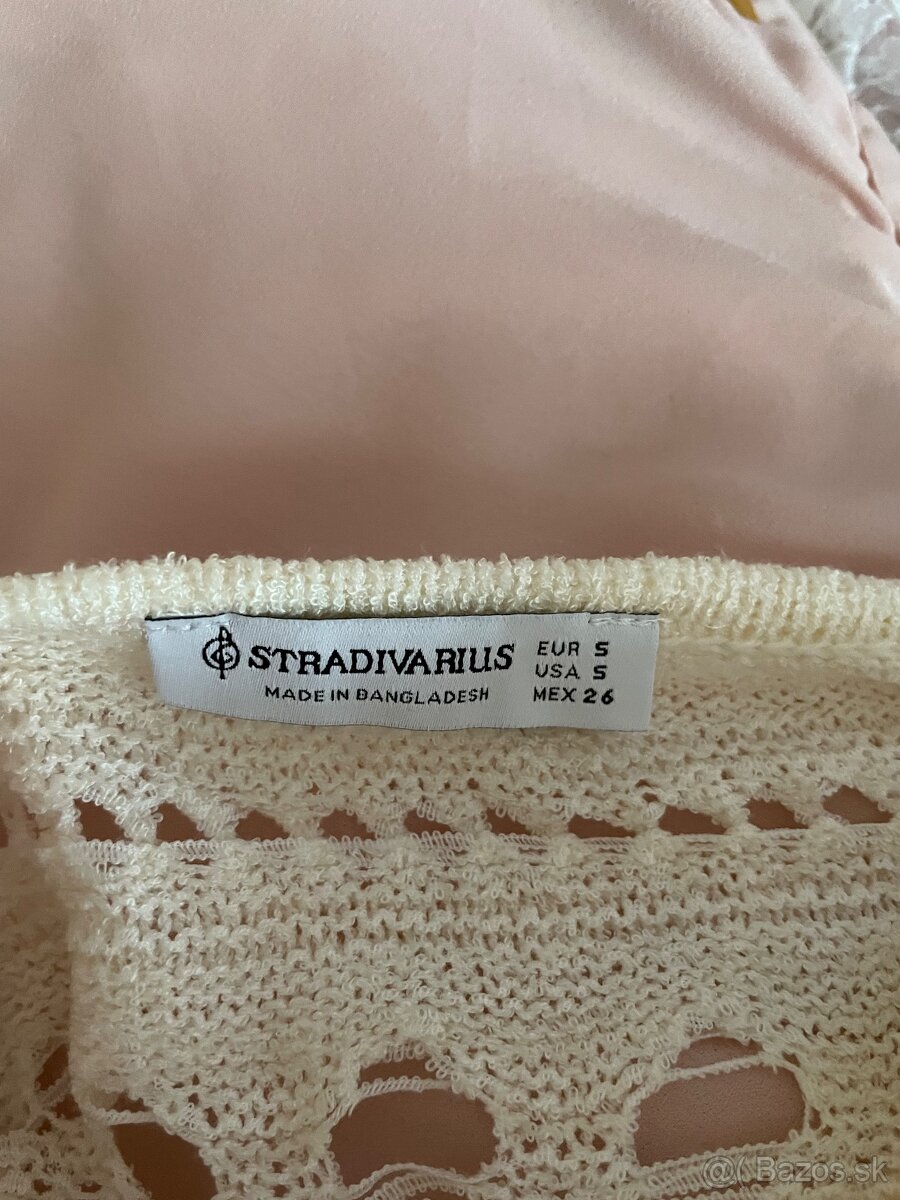 STRADIVARIUS
MADE IN BANGLADESH
EUR S
USA S
MEX 26
@( Bazos.sk